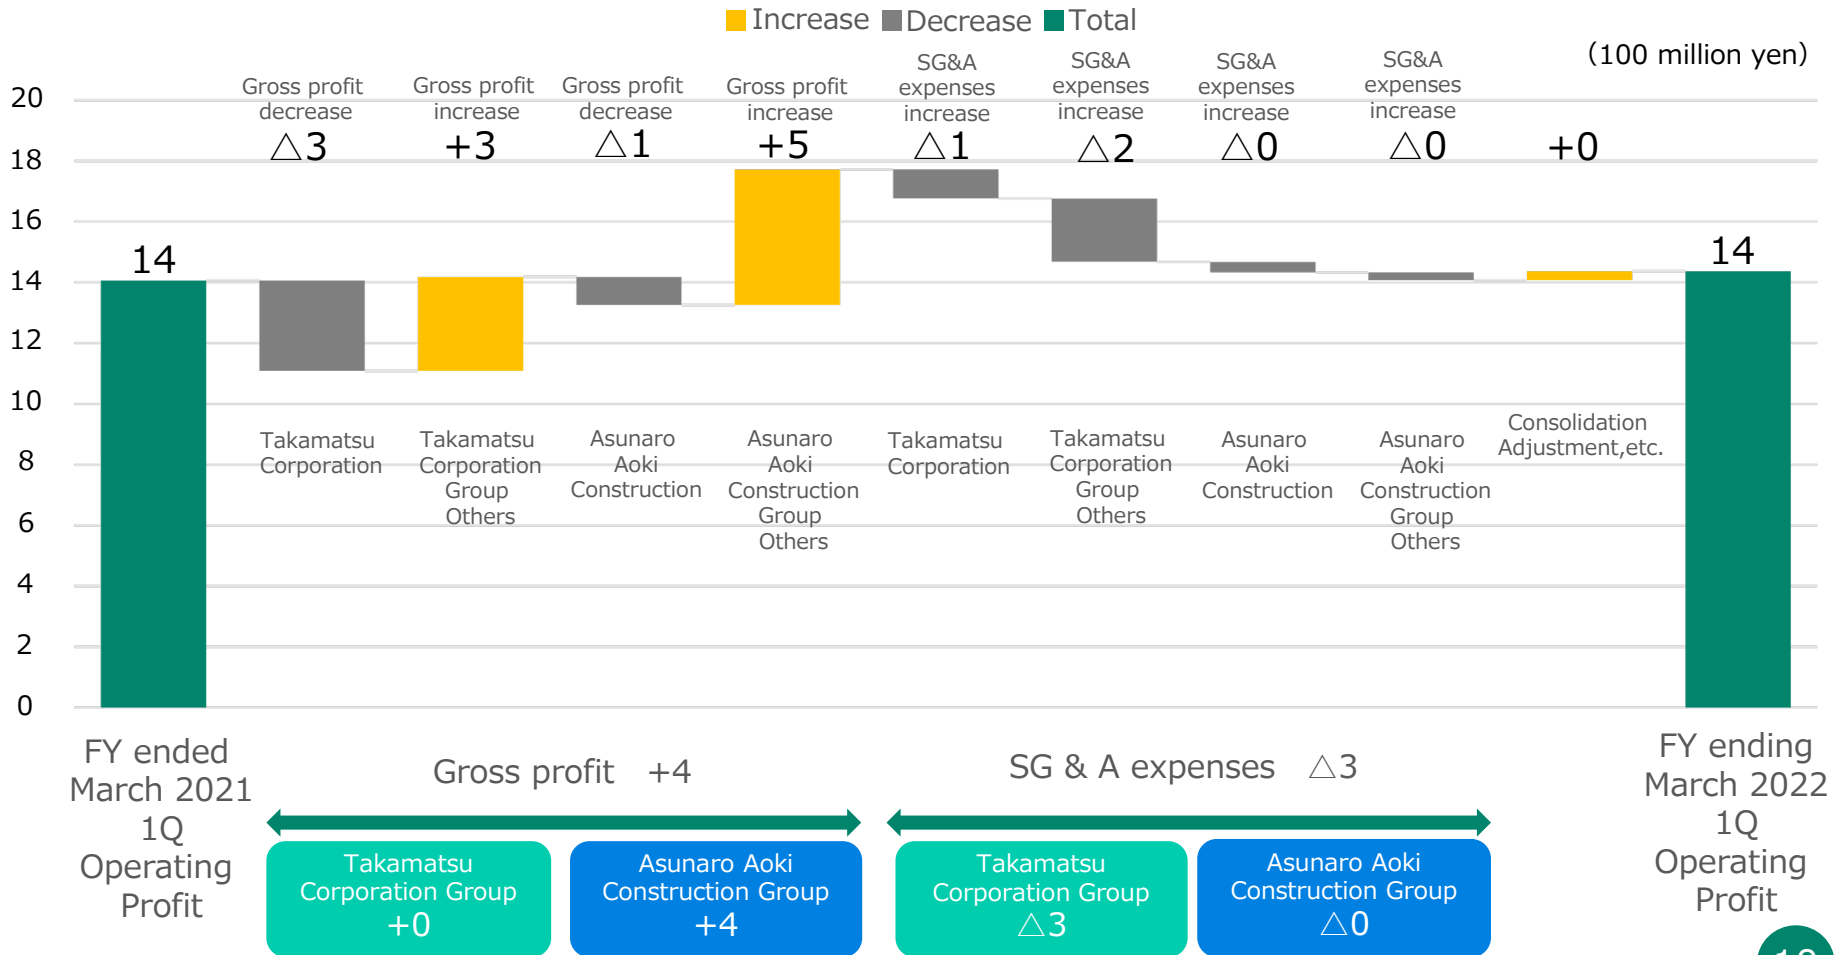 Increase Decrease Total
(100 million yen)
Gross profit
decrease
△3
Gross profit
increase
+3
Gross profit
decrease
△1
Gross profit
increase
+5
SG&A
expenses
increase
△1
SG&A
expenses
increase
△2
SG&A
expenses
increase
△0
SG&A
expenses
increase
△0
+0
20
18
16
14
12
10
8
6
4
2
0
14
14
Takamatsu
Corporation
Takamatsu
Corporation
Group
Others
Asunaro
Aoki
Construction
Asunaro
Aoki
Construction
Group
Others
Takamatsu
Corporation
Takamatsu
Corporation
Group
Others
Asunaro
Aoki
Construction
Asunaro
Aoki
Construction
Group
Others
Consolidation
Adjustment,etc.
FY ended
March 2021
1Q
Operating
Profit
Gross profit +4
SG & A expenses △3
FY ending
March 2022
1Q
Operating
Profit
Takamatsu
Corporation Group
+0
Asunaro Aoki
Construction Group
+4
Takamatsu
Corporation Group
△3
Asunaro Aoki
Construction Group
△0